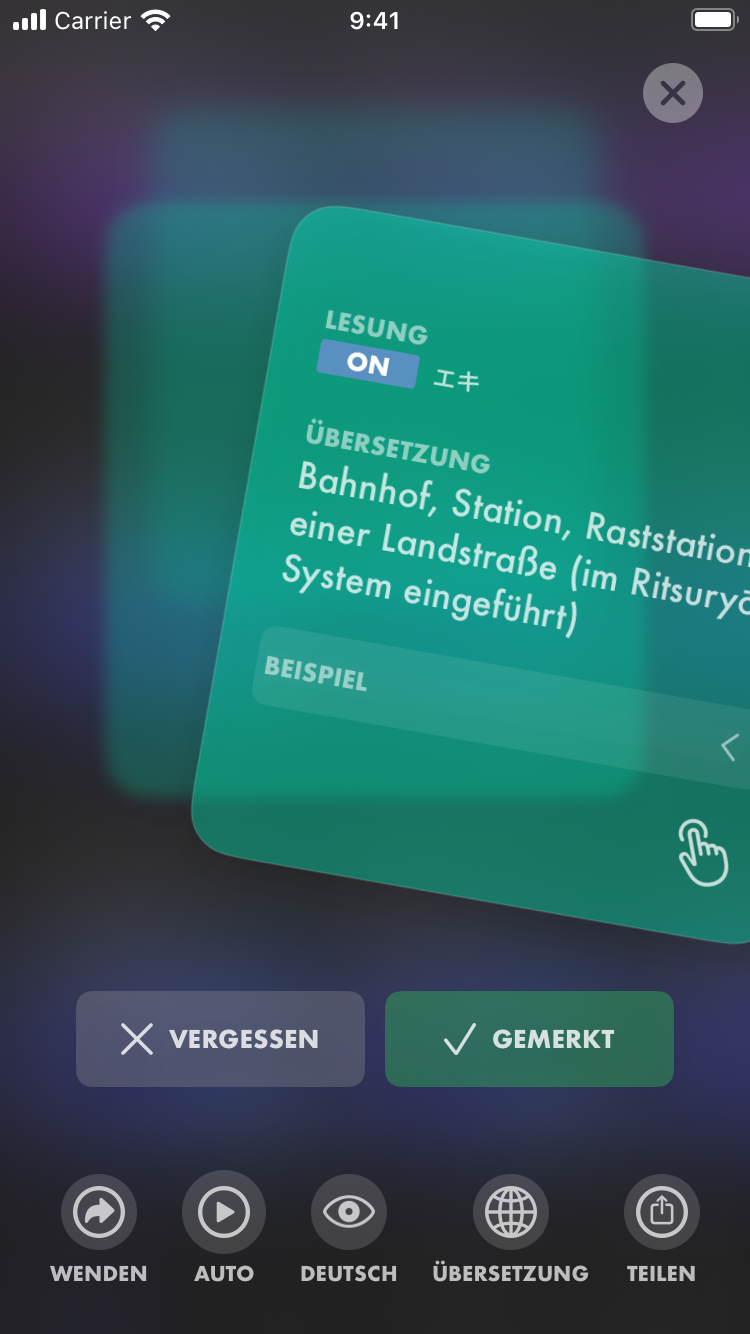 Carrier 9:41
LESUNG
ON エキ
ÜBERSETZUNG
Bahnhof, Station, Raststation
einer Landstraße (im Ritsuryō
System eingeführt)
BEISPIEL
VERGESSEN GEMERKT
WENDEN AUTO DEUTSCH ÜBERSETZUNG TEILEN